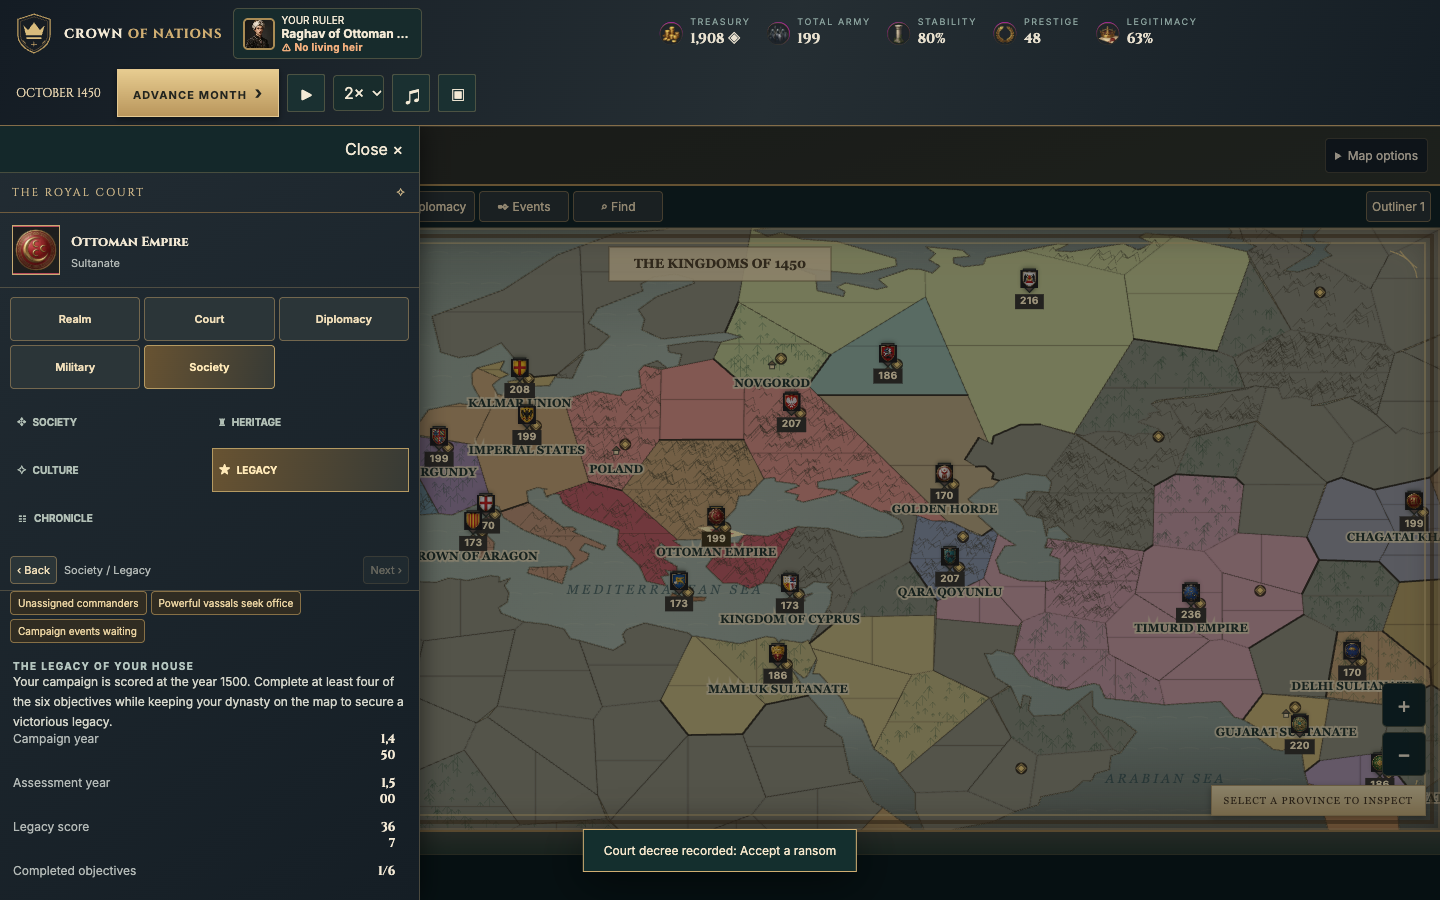 CROWN OF NATIONS
YOUR RULER
Raghav of Ottoman ...
⚠ No living heir
TREASURY
1,908
TOTAL ARMY
199
STABILITY
80%
PRESTIGE
48
LEGITIMACY
63%
OCTOBER 1450
ADVANCE MONTH ›
2×
Close ×
Map options
THE ROYAL COURT
plomacy
Events
Find
Outliner 1
OTTOMAN EMPIRE
Sultanate
Realm
Court
Diplomacy
Military
Society
SOCIETY
HERITAGE
CULTURE
LEGACY
CHRONICLE
‹ Back
Society / Legacy
Next ›
Unassigned commanders
Powerful vassals seek office
Campaign events waiting
THE LEGACY OF YOUR HOUSE
Your campaign is scored at the year 1500. Complete at least four of
the six objectives while keeping your dynasty on the map to secure a
victorious legacy.
Campaign year
1,4
50
Assessment year
1,5
00
Legacy score
36
7
Completed objectives
1/6
THE KINGDOMS OF 1450
216
NOVGOROD
186
208
KALMAR UNION
207
199
IMPERIAL STATES
199
RGUNDY
POLAND
170
GOLDEN HORDE
199
CHAGATAI KH
70
173
ROWN OF ARAGON
199
OTTOMAN EMPIRE
207
QARA QOYUNLU
MEDITERRANEAN SEA
173
173
KINGDOM OF CYPRUS
236
TIMURID EMPIRE
186
MAMLUK SULTANATE
170
DELHI SULTANATE
GUJARAT SULTANATE
220
ARABIAN SEA
186
+
−
SELECT A PROVINCE TO INSPECT
Court decree recorded: Accept a ransom